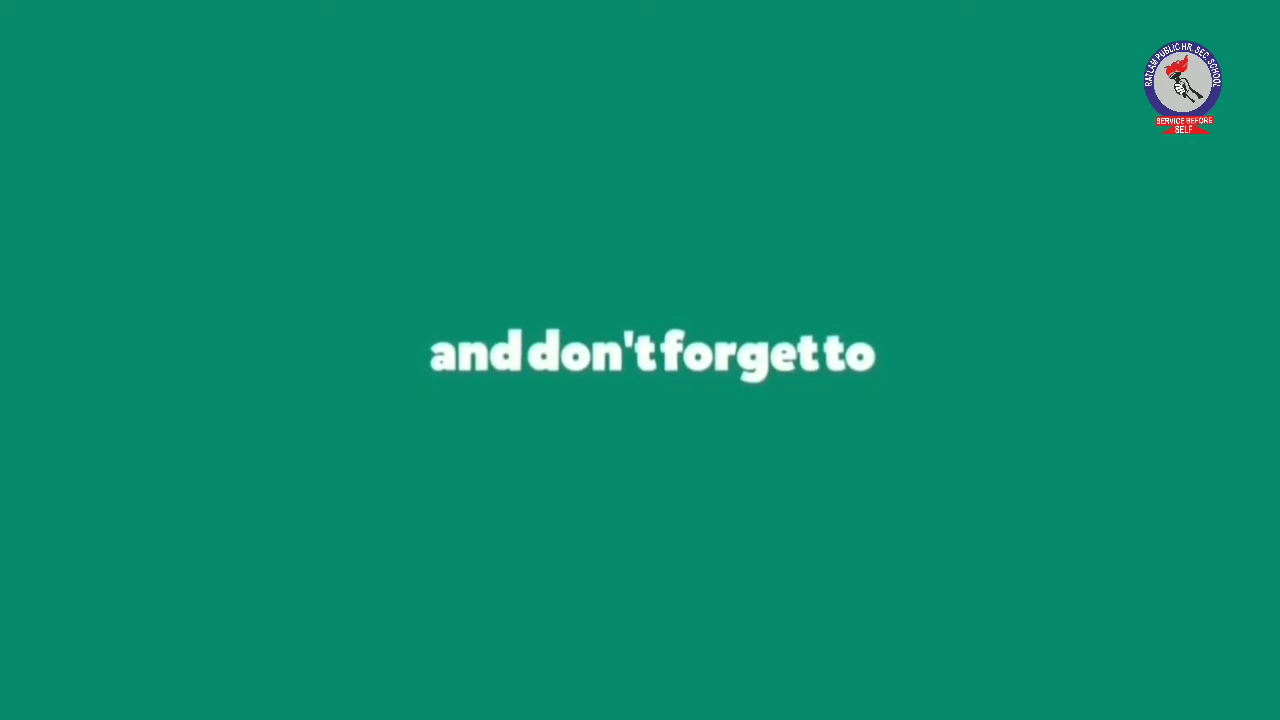 RATLAM PUBLIC HR. SEC. SCHOOL
SERVICE BEFORE
SELF
and don't forget to